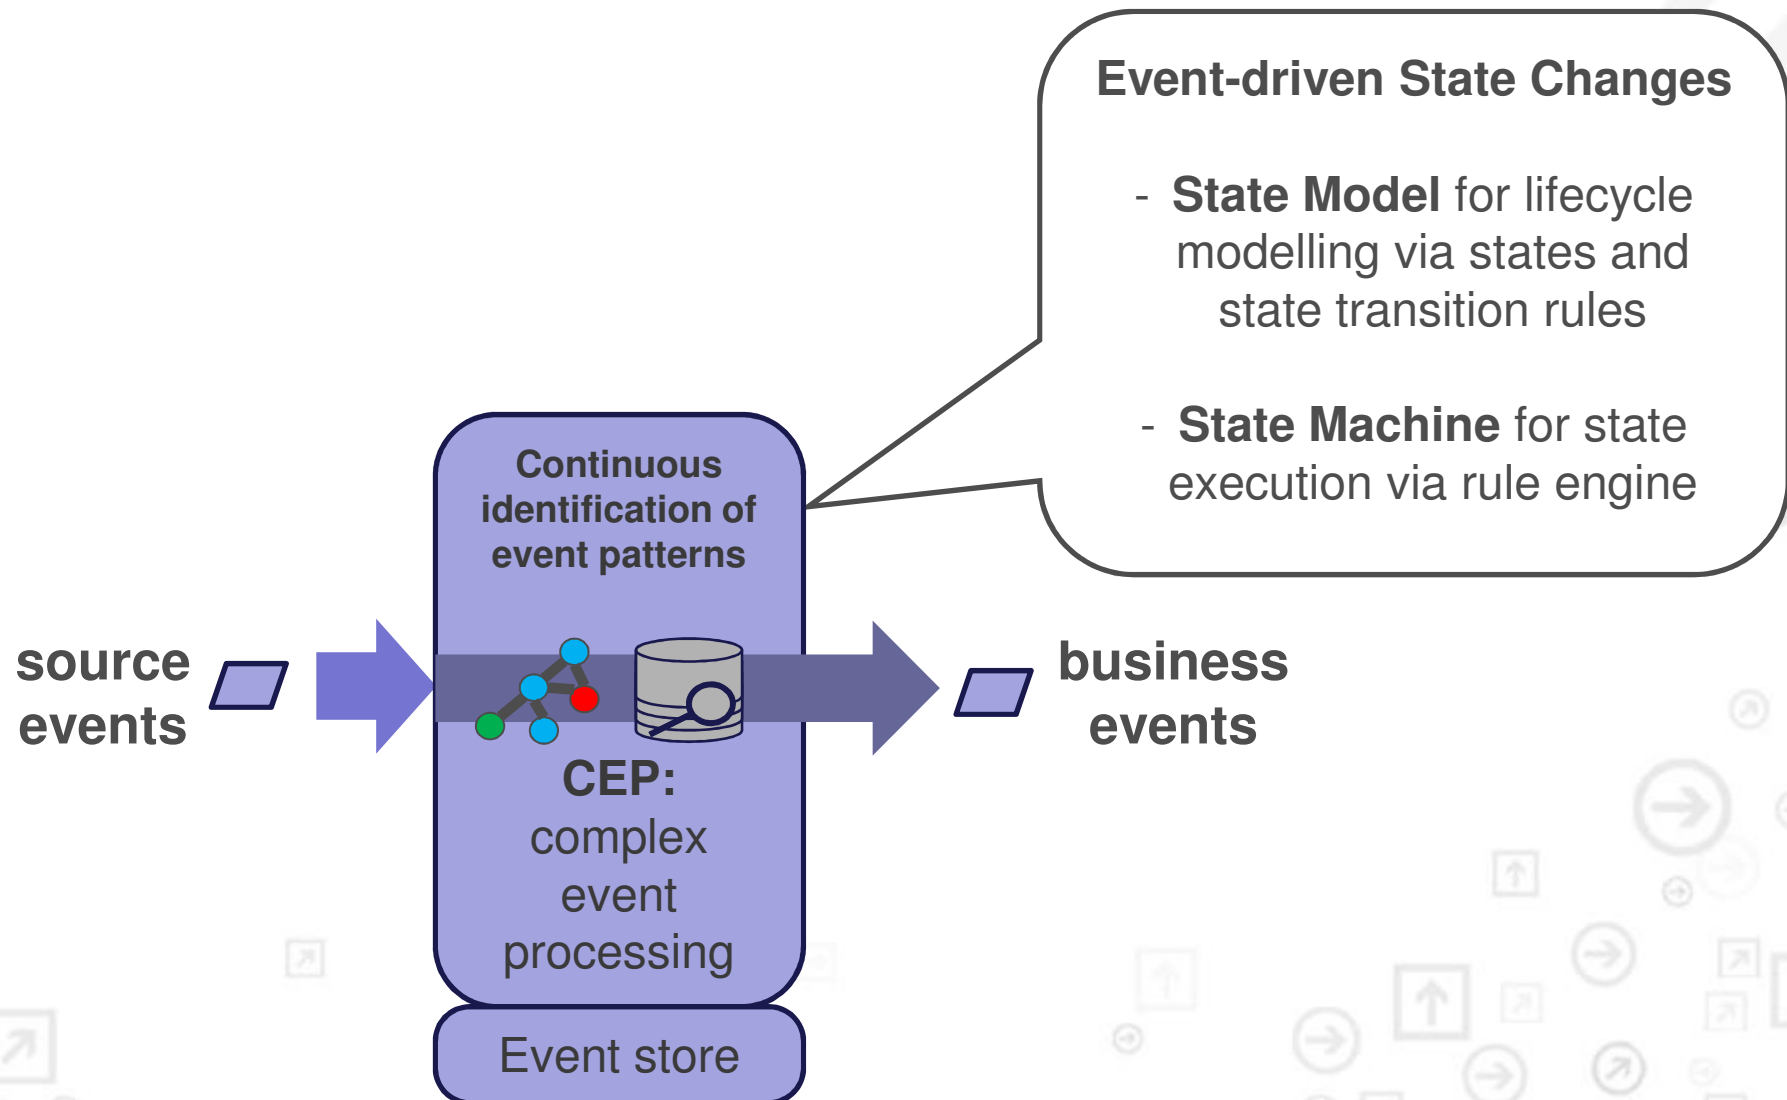 Event-driven State Changes
- State Model for lifecycle
modelling via states and
state transition rules
- State Machine for state
execution via rule engine
Continuous
identification of
event patterns
source
events
business
events
CEP:
complex
event
processing
Event store